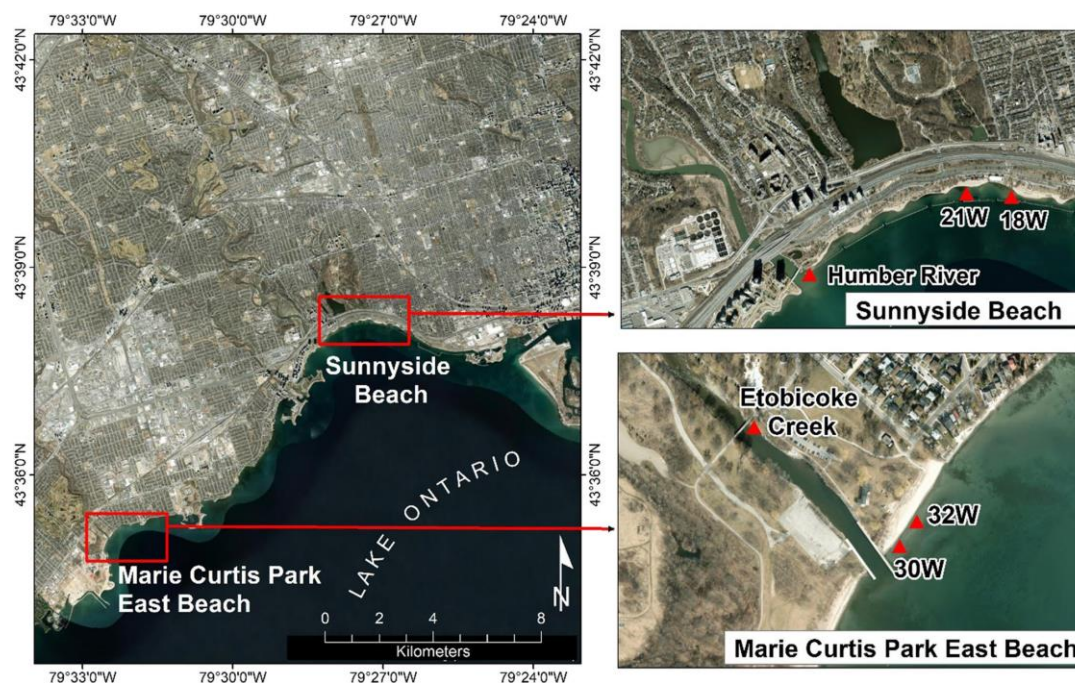 79°33'0"W
79°30'0"W
79°27'0"W
79°24'0"W
43°42'0"N
43°42'0"N
43°39'0"N
43°39'0"N
43°36'0"N
43°36'0"N
Sunnyside
Beach
Marie Curtis Park
East Beach
LAKE ONTARIO
N
0 4 8
Kilometers
79°33'0"W
79°30'0"W
79°27'0"W
79°24'0"W
21W
18W
Humber River
Sunnyside Beach
Etobicoke
Creek
32W
30W
Marie Curtis Park East Beach